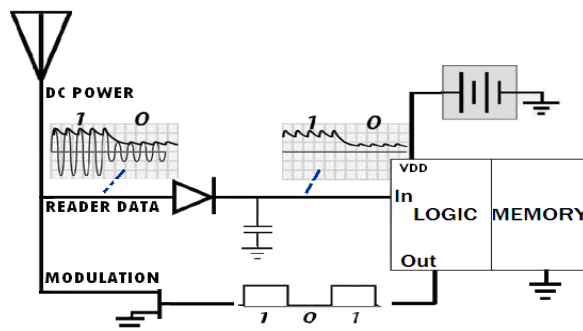 DC POWER
1 0
1 0
VDD
READER DATA
In
LOGIC
MEMORY
Out
MODULATION
1 0 1